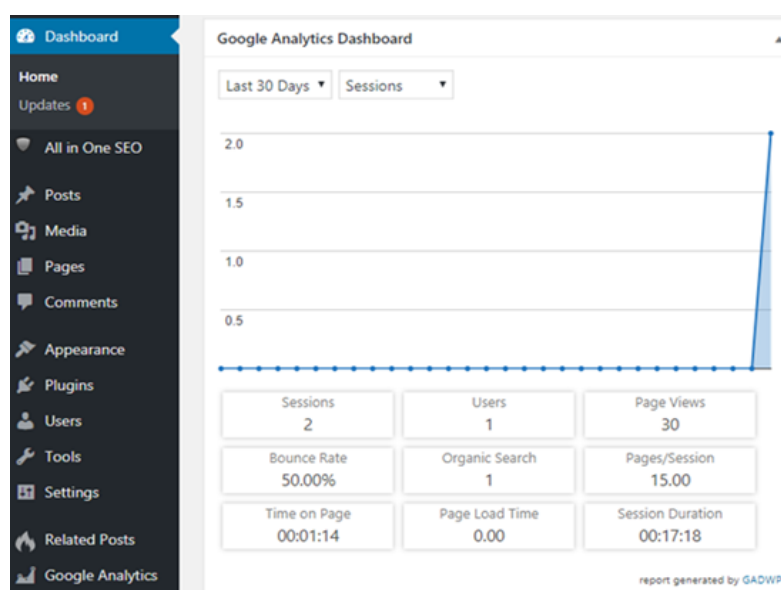 Dashboard
Home
Updates 1
All in One SEO
Posts
Media
Pages
Comments
Appearance
Plugins
Users
Tools
Settings
Related Posts
Google Analytics
Google Analytics Dashboard
Last 30 Days Sessions
2.0
1.5
1.0
0.5
Sessions Users Page Views
2 1 30
Bounce Rate Organic Search Pages/Session
50.00% 1 15.00
Time on Page Page Load Time Session Duration
00:01:14 0.00 00:17:18
report generated by GADWP